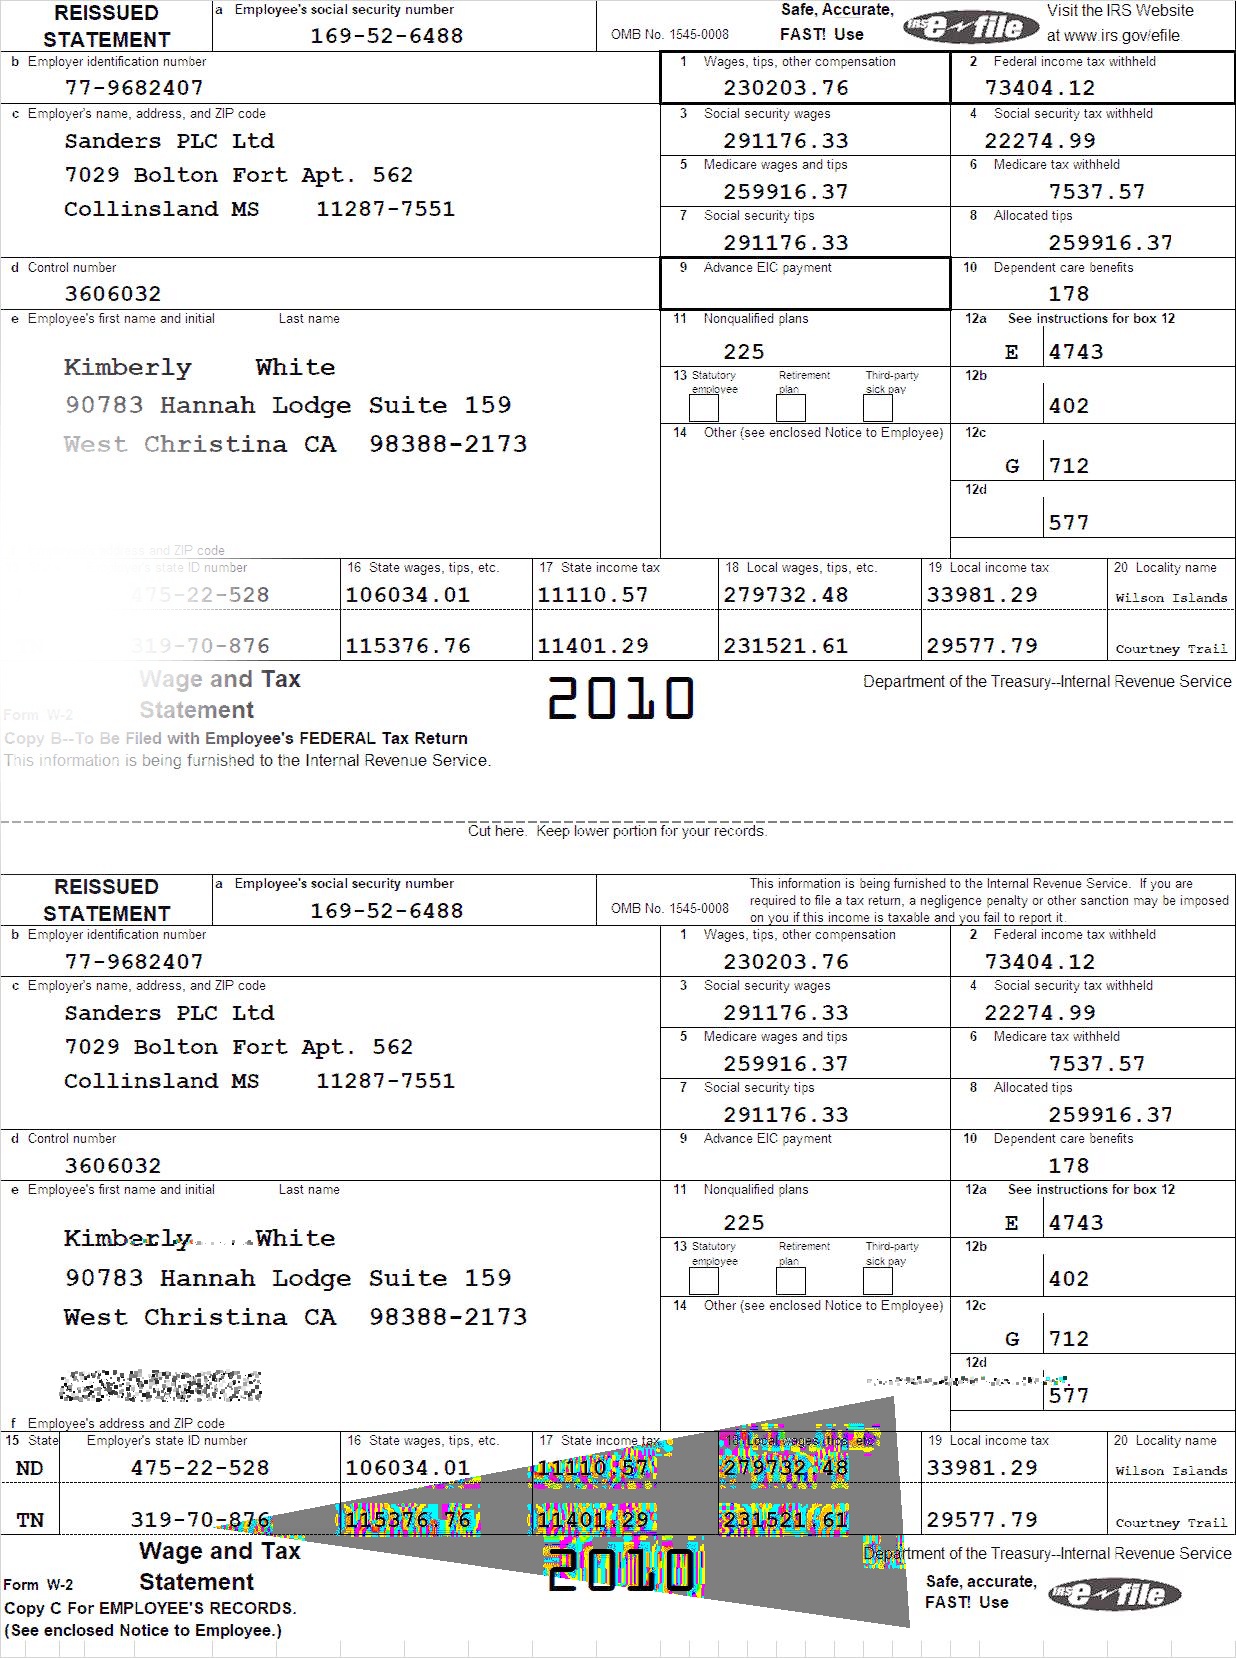 REISSUED STATEMENT a Employee's social security number 169-52-6488 OMB No. 1545-0008 Safe, Accurate, FAST! Use IRS e file Visit the IRS Website at www.irs.gov/efile
b Employer identification number
77-9682407
1 Wages, tips, other compensation 2 Federal income tax withheld
230203.76 73404.12
c Employer's name, address, and ZIP code
Sanders PLC Ltd
7029 Bolton Fort Apt. 562
Collinsland MS 11287-7551
3 Social security wages 4 Social security tax withheld
291176.33 22274.99
5 Medicare wages and tips 6 Medicare tax withheld
259916.37 7537.57
7 Social security tips 8 Allocated tips
291176.33 259916.37
d Control number
3606032
9 Advance EIC payment 10 Dependent care benefits
178
e Employee's first name and initial Last name
Kimberly White
90783 Hannah Lodge Suite 159
West Christina CA 98388-2173
11 Nonqualified plans 12a See instructions for box 12
225 E 4743
13 Statutory employee Retirement plan Third-party sick pay 12b
402
14 Other (see enclosed Notice to Employee) 12c
G 712
12d
577
and ZIP code
state ID number 16 State wages, tips, etc. 17 State income tax 18 Local wages, tips, etc. 19 Local income tax 20 Locality name
475-22-528 106034.01 11110.57 279732.48 33981.29 Wilson Islands
319-70-876 115376.76 11401.29 231521.61 29577.79 Courtney Trail
Form W-2 Wage and Tax Statement 2010 Department of the Treasury--Internal Revenue Service
Copy B--To Be Filed with Employee's FEDERAL Tax Return
This information is being furnished to the Internal Revenue Service.
Cut here. Keep lower portion for your records.
REISSUED STATEMENT a Employee's social security number 169-52-6488 OMB No. 1545-0008 This information is being furnished to the Internal Revenue Service. If you are required to file a tax return, a negligence penalty or other sanction may be imposed on you if this income is taxable and you fail to report it.
b Employer identification number
77-9682407
1 Wages, tips, other compensation 2 Federal income tax withheld
230203.76 73404.12
c Employer's name, address, and ZIP code
Sanders PLC Ltd
7029 Bolton Fort Apt. 562
Collinsland MS 11287-7551
3 Social security wages 4 Social security tax withheld
291176.33 22274.99
5 Medicare wages and tips 6 Medicare tax withheld
259916.37 7537.57
7 Social security tips 8 Allocated tips
291176.33 259916.37
d Control number
3606032
9 Advance EIC payment 10 Dependent care benefits
178
e Employee's first name and initial Last name
Kimberly White
90783 Hannah Lodge Suite 159
West Christina CA 98388-2173
11 Nonqualified plans 12a See instructions for box 12
225 E 4743
13 Statutory employee Retirement plan Third-party sick pay 12b
402
14 Other (see enclosed Notice to Employee) 12c
G 712
12d
577
f Employee's address and ZIP code
15 State Employer's state ID number 16 State wages, tips, etc. 17 State income tax 18 Local wages, tips, etc. 19 Local income tax 20 Locality name
ND 475-22-528 106034.01 11110.57 279732.48 33981.29 Wilson Islands
TN 319-70-876 115376.76 11401.29 231521.61 29577.79 Courtney Trail
Form W-2 Wage and Tax Statement 2010 Department of the Treasury--Internal Revenue Service
Copy C For EMPLOYEE'S RECORDS.
(See enclosed Notice to Employee.)
Safe, accurate, FAST! Use IRS e file